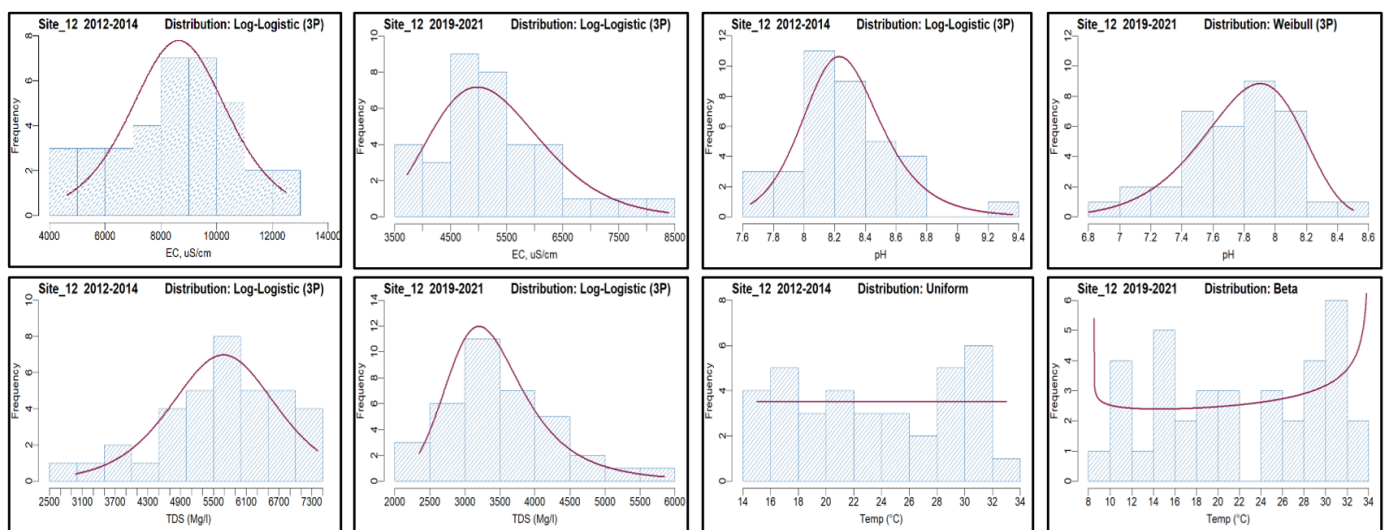 Site_12 2012-2014 Distribution: Log-Logistic (3P)
Frequency
0 2 4 6 8
4000 6000 8000 10000 12000 14000
EC, uS/cm
Site_12 2019-2021 Distribution: Log-Logistic (3P)
Frequency
0 2 4 6 8 10
3500 4500 5500 6500 7500 8500
EC, uS/cm
Site_12 2012-2014 Distribution: Log-Logistic (3P)
Frequency
0 2 4 6 8 10 12
7.6 7.8 8 8.2 8.4 8.6 8.8 9 9.2 9.4
pH
Site_12 2019-2021 Distribution: Weibull (3P)
Frequency
0 2 4 6 8 10 12
6.8 7 7.2 7.4 7.6 7.8 8 8.2 8.4 8.6
pH
Site_12 2012-2014 Distribution: Log-Logistic (3P)
Frequency
0 2 4 6 8 10
2500 3100 3700 4300 4900 5500 6100 6700 7300
TDS (Mg/l)
Site_12 2019-2021 Distribution: Log-Logistic (3P)
Frequency
0 2 4 6 8 10 12 14
2000 2500 3000 3500 4000 4500 5000 5500 6000
TDS (Mg/l)
Site_12 2012-2014 Distribution: Uniform
Frequency
0 2 4 6 8
14 16 18 20 22 24 26 28 30 32 34
Temp (°C)
Site_12 2019-2021 Distribution: Beta
Frequency
0 1 2 3 4 5 6
8 10 12 14 16 18 20 22 24 26 28 30 32 34
Temp (°C)